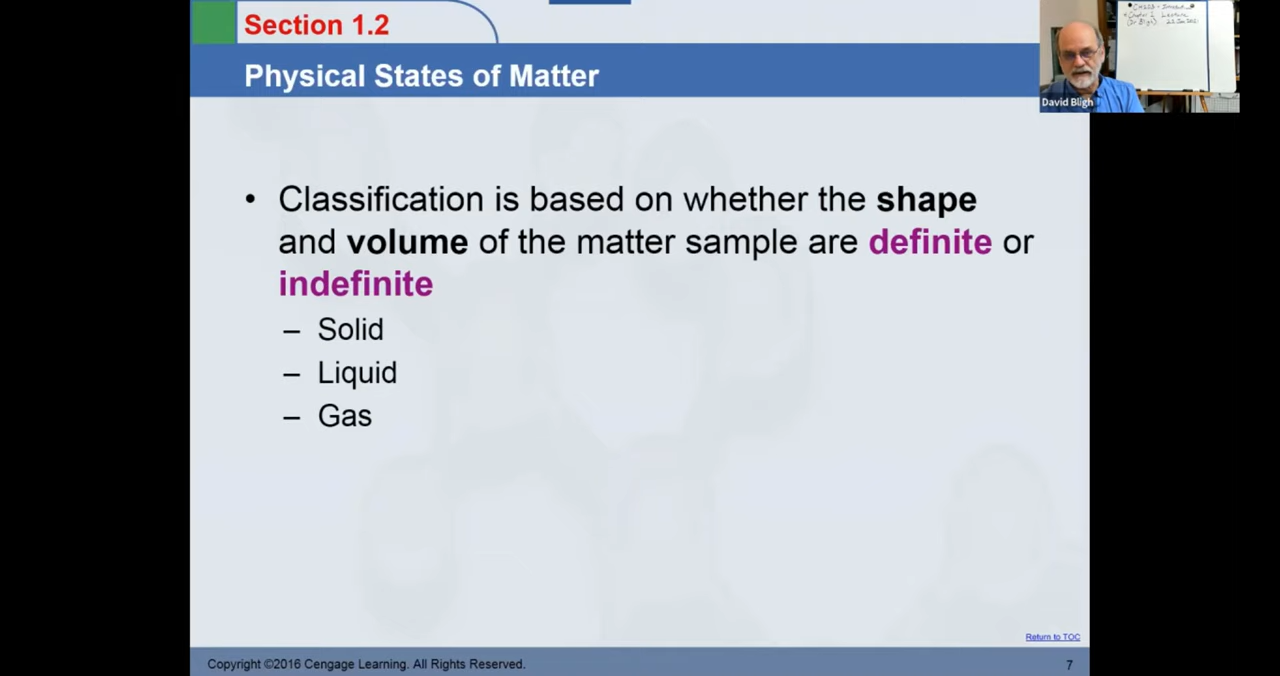 Section 1.2
Physical States of Matter
David Bligh
• Classification is based on whether the shape
and volume of the matter sample are definite or
indefinite
– Solid
– Liquid
– Gas
Return to TOC
Copyright ©2016 Cengage Learning. All Rights Reserved.
7